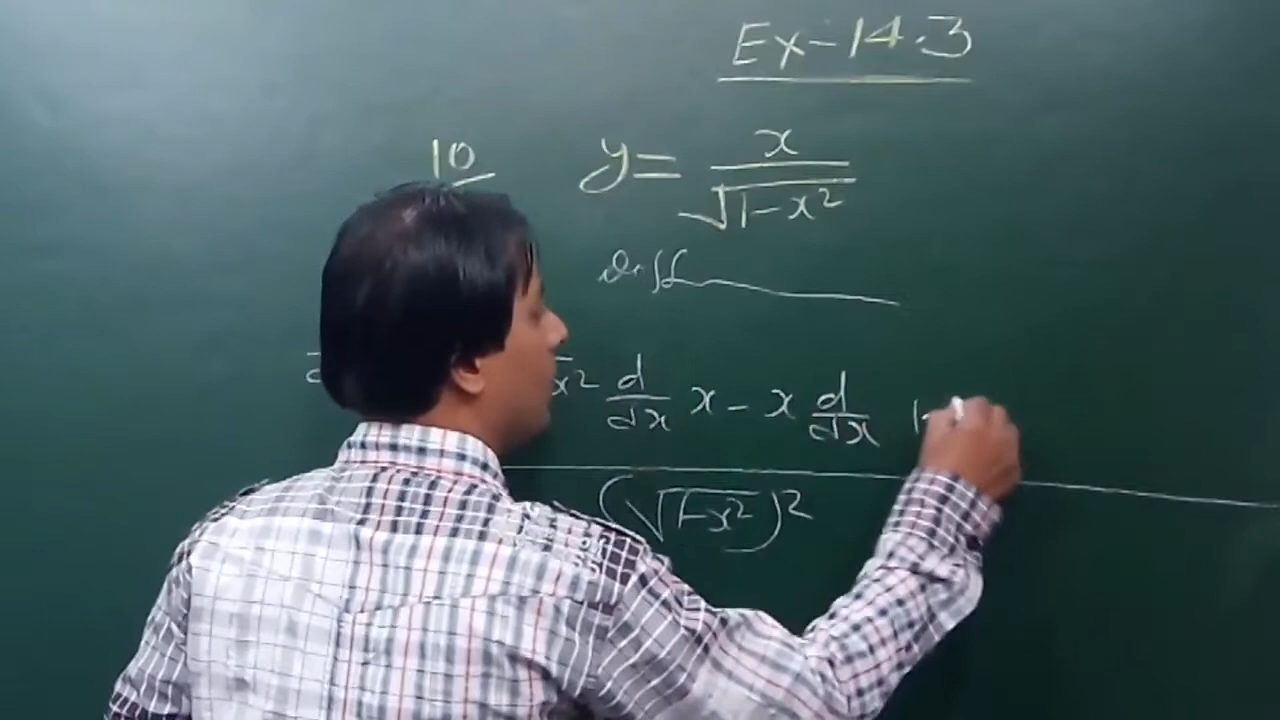 Ex-14.3
10
y = x / √1-x²
diff
x² d/dx x - x d/dx 1-
(√1-x²)²